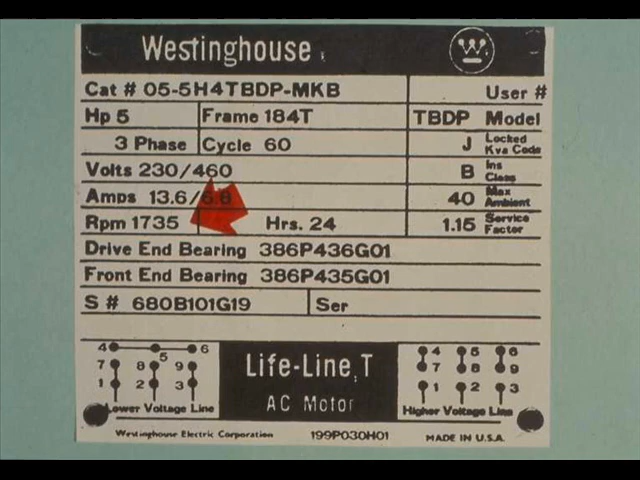 Westinghouse
Cat # 05-5H4TBDP-MKB User #
Hp 5 Frame 184T TBDP Model
3 Phase Cycle 60 J Locked Kva Code
Volts 230/460 B Ins Class
Amps 13.6/6.8 40 Max Ambient
Rpm 1735 Hrs. 24 1.15 Service Factor
Drive End Bearing 386P436G01
Front End Bearing 386P435G01
S # 680B101G19 Ser
4 5 6
7 8 9
1 2 3
Lower Voltage Line
Life-Line, T
AC Motor
4 5 6
7 8 9
1 2 3
Higher Voltage Line
Westinghouse Electric Corporation 199P030H01 MADE IN U.S.A.